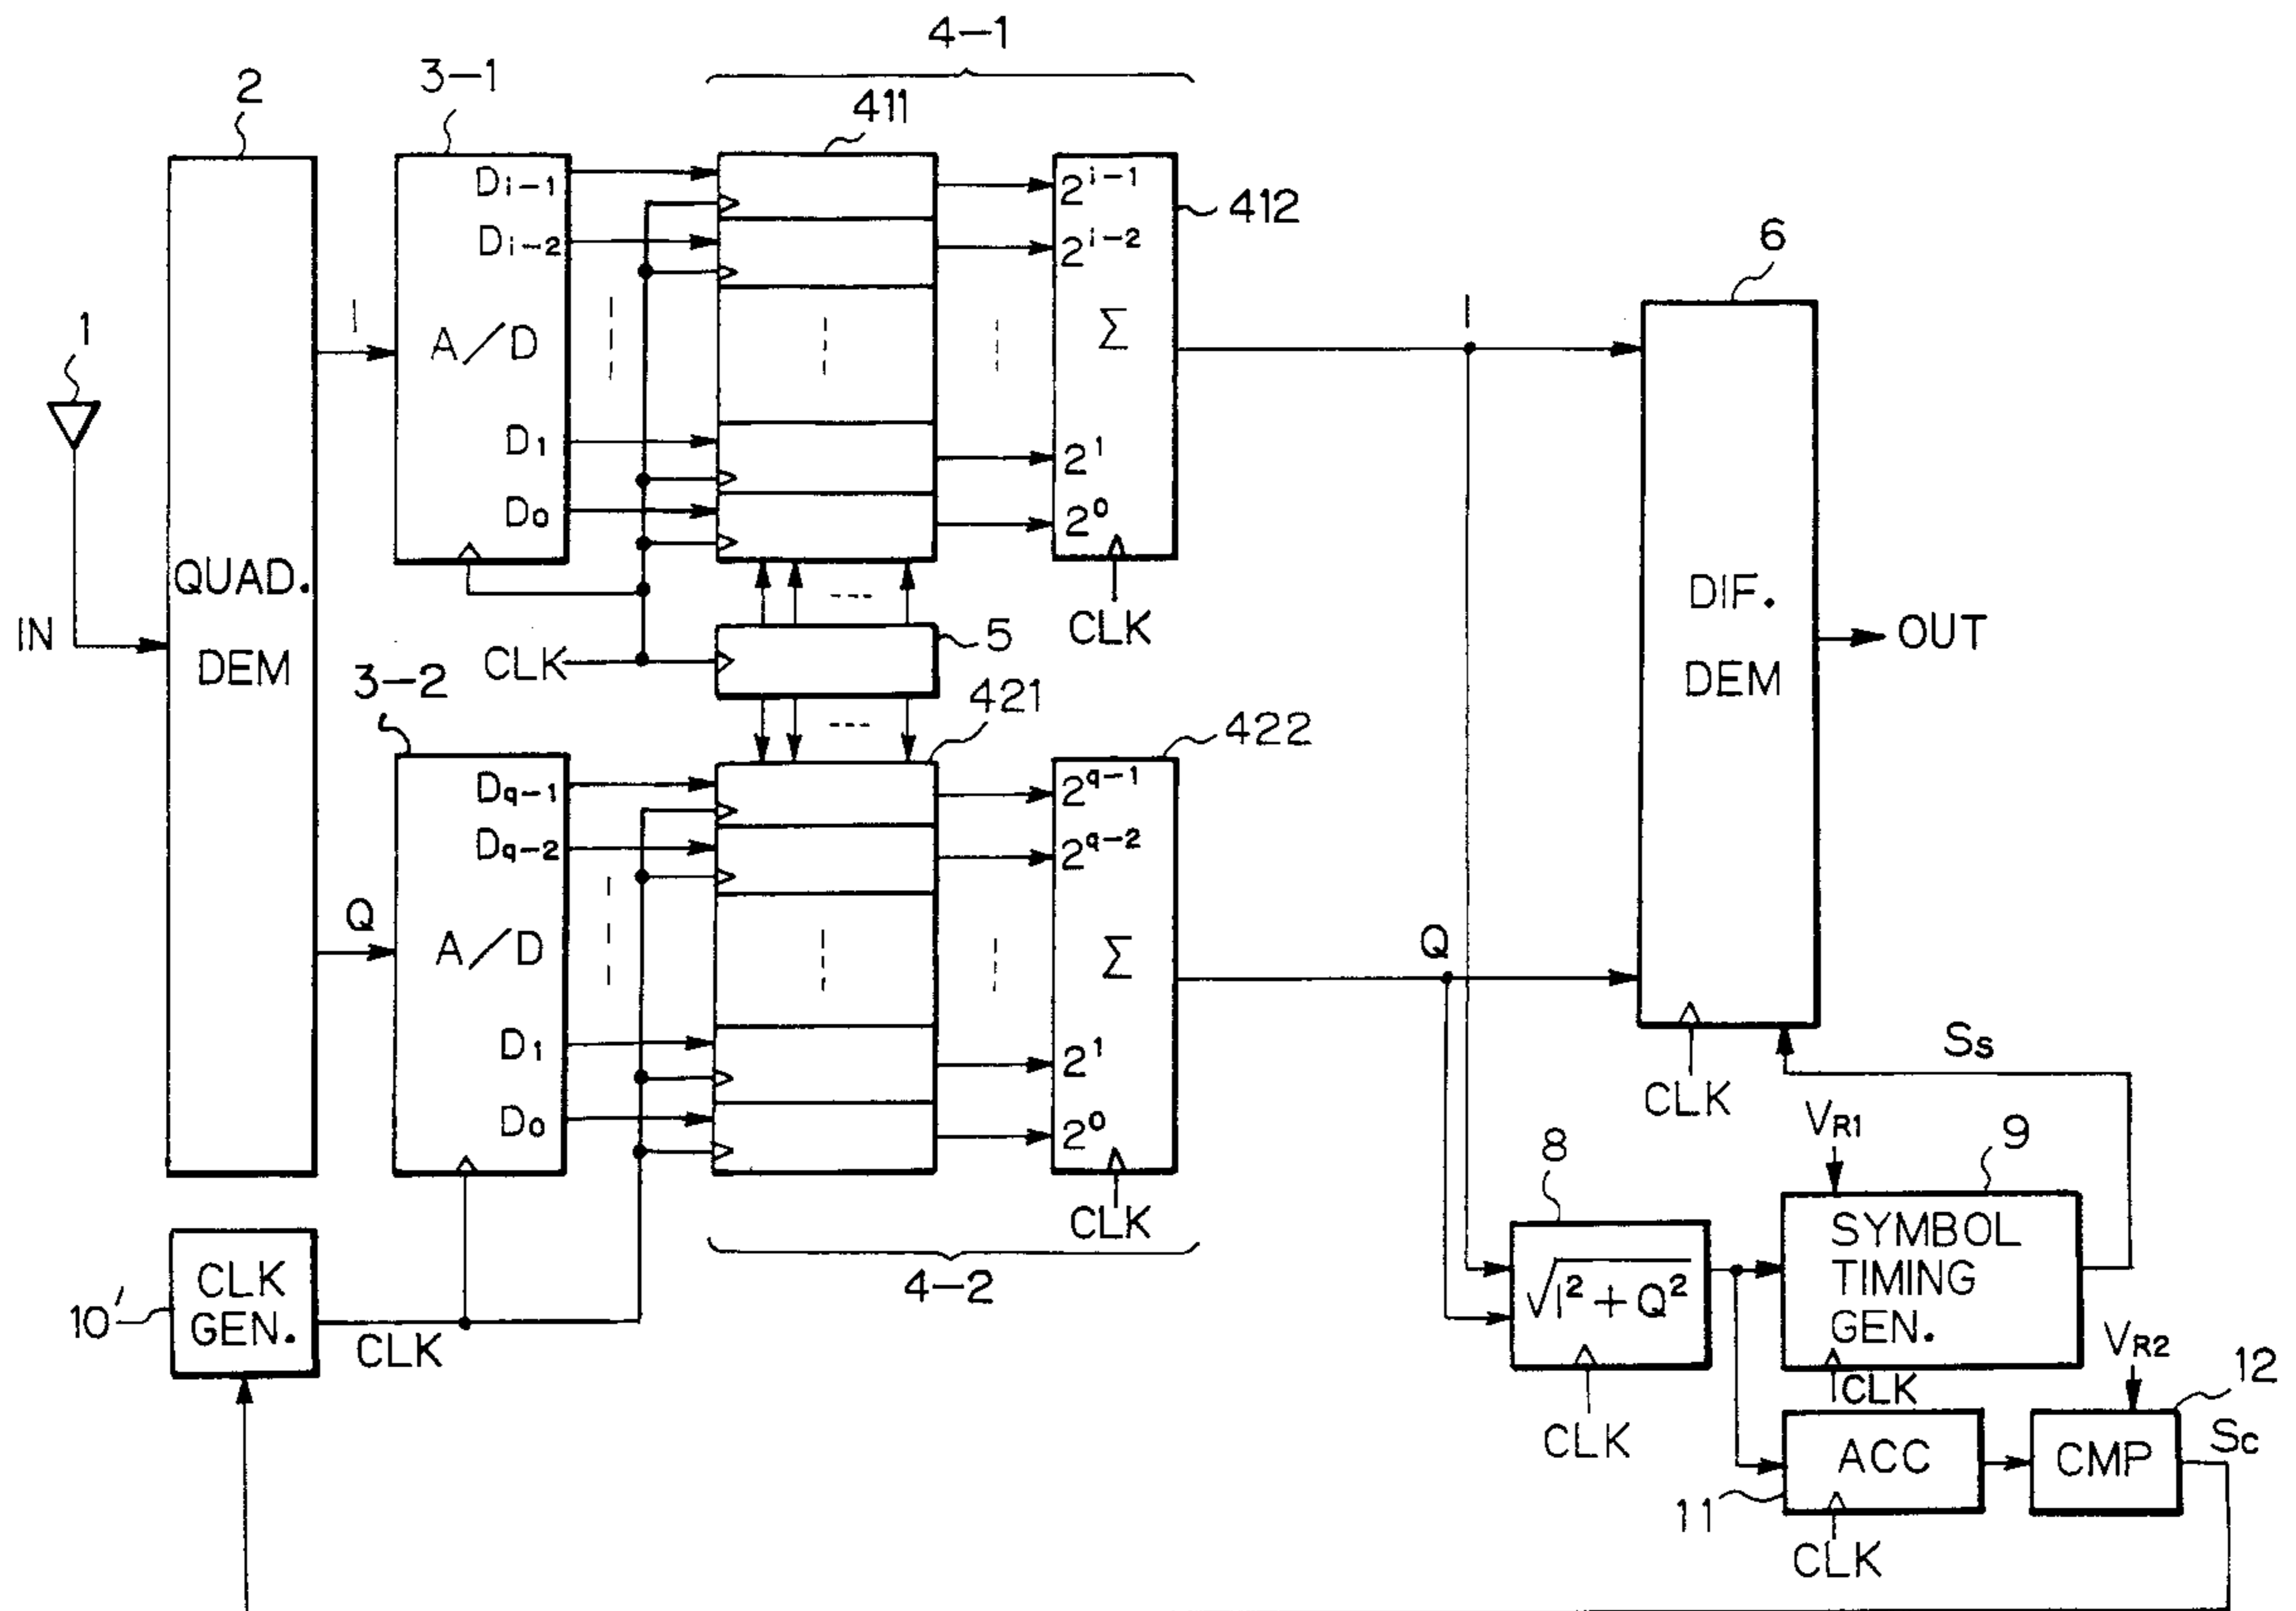 4-1
2
3-1
411
D i-1
2^i-1
412
D i-2
2^i-2
6
I
I
1
A/D
Σ
D1
2^1
D0
2^0
QUAD.
DEM
IN
CLK
5
CLK
DIF.
DEM
OUT
3-2
421
422
Dq-1
2^q-1
Dq-2
2^q-2
Q
A/D
Σ
Q
D1
2^1
Ss
D0
2^0
CLK
VR1
9
8
CLK
CLK
GEN.
10'
CLK
4-2
√I²+Q²
SYMBOL
TIMING
GEN.
VR2
12
CLK
CLK
ACC
CMP
Sc
11
CLK